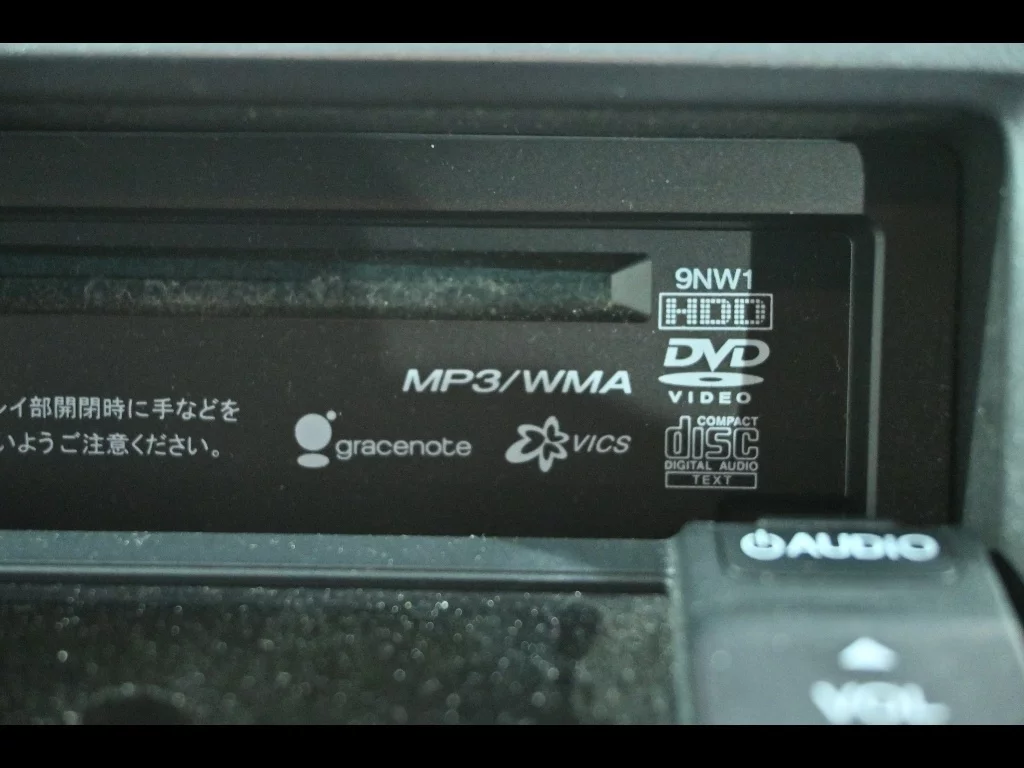 9NW1
HDD
DVD
VIDEO
MP3/WMA
レイ部開閉時に手などを
いようご注意ください。
gracenote
VICS
COMPACT
disc
DIGITAL AUDIO
TEXT
AUDIO
VOL